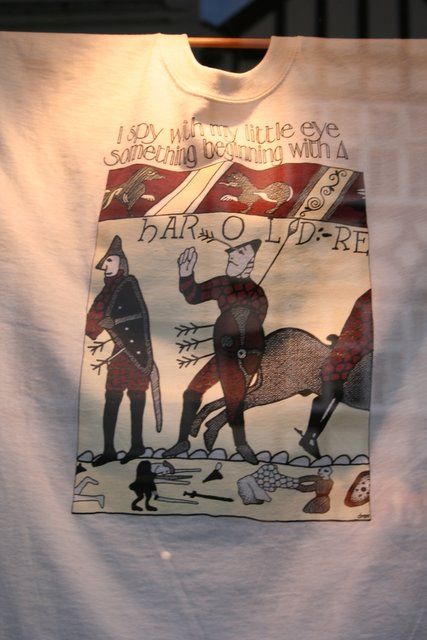 I spy with my little eye
something beginning with A
hAROLD:-RE